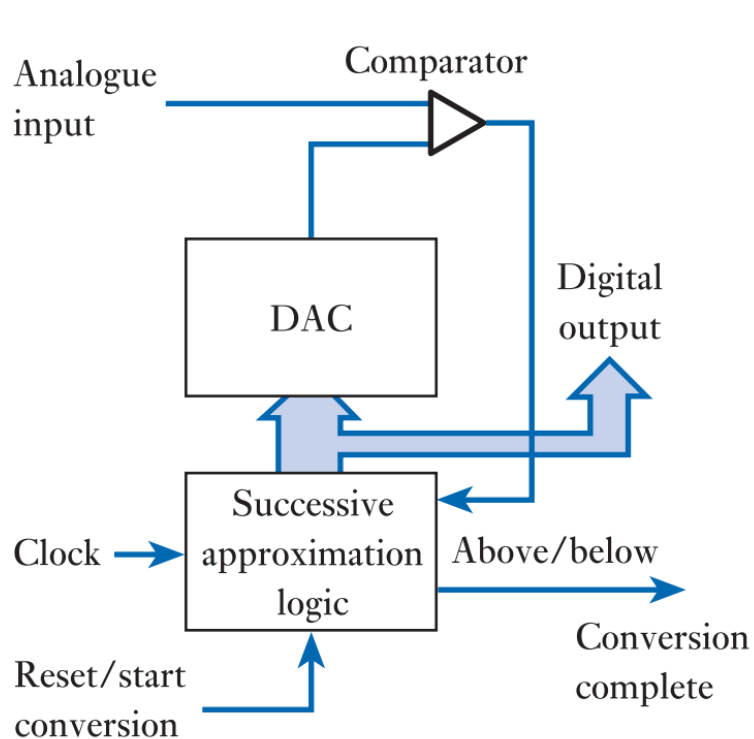 Comparator
Analogue
input
DAC
Digital
output
Successive
approximation
logic
Clock
Above/below
Conversion
complete
Reset/start
conversion